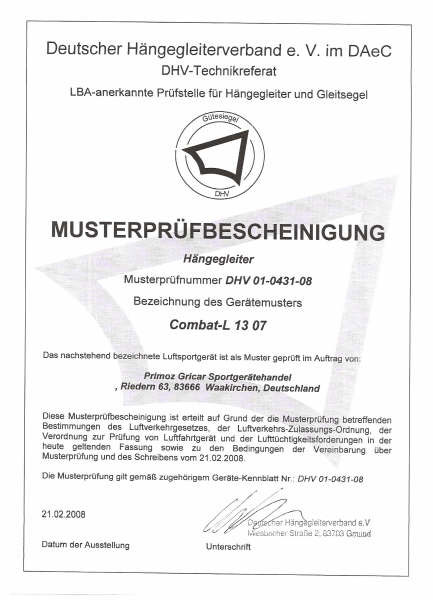 Deutscher Hängegleiterverband e. V. im DAeC
DHV-Technikreferat
LBA-anerkannte Prüfstelle für Hängegleiter und Gleitsegel
Gütesiegel
DHV
MUSTERPRÜFBESCHEINIGUNG
Hängegleiter
Musterprüfnummer DHV 01-0431-08
Bezeichnung des Gerätemusters
Combat-L 13 07
Das nachstehend bezeichnete Luftsportgerät ist als Muster geprüft im Auftrag von:
Primoz Gricar Sportgerätehandel
, Riedern 63, 83666 Waakirchen, Deutschland
Diese Musterprüfbescheinigung ist erteilt auf Grund der die Musterprüfung betreffenden
Bestimmungen des Luftverkehrgesetzes, der Luftverkehrs-Zulassungs-Ordnung, der
Verordnung zur Prüfung von Luftfahrtgerät und der Lufttüchtigkeitsforderungen in der
heute geltenden Fassung sowie zu den Bedingungen der Vereinbarung über
Musterprüfung und des Schreibens vom 21.02.2008.
Die Musterprüfung gilt gemäß zugehörigem Geräte-Kennblatt Nr.: DHV 01-0431-08
21.02.2008
Deutscher Hängegleiterverband e.V
Miesbacher Straße 2, 83703 Gmund
Datum der Ausstellung
Unterschrift